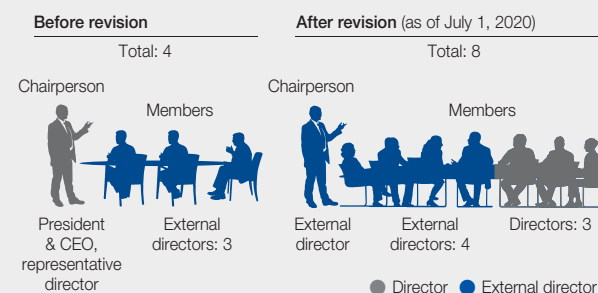 Before revision
Total: 4
Chairperson
Members
President
& CEO,
representative
director
External
directors: 3
After revision (as of July 1, 2020)
Total: 8
Chairperson
Members
External
director
External
directors: 4
Directors: 3
Director
External director